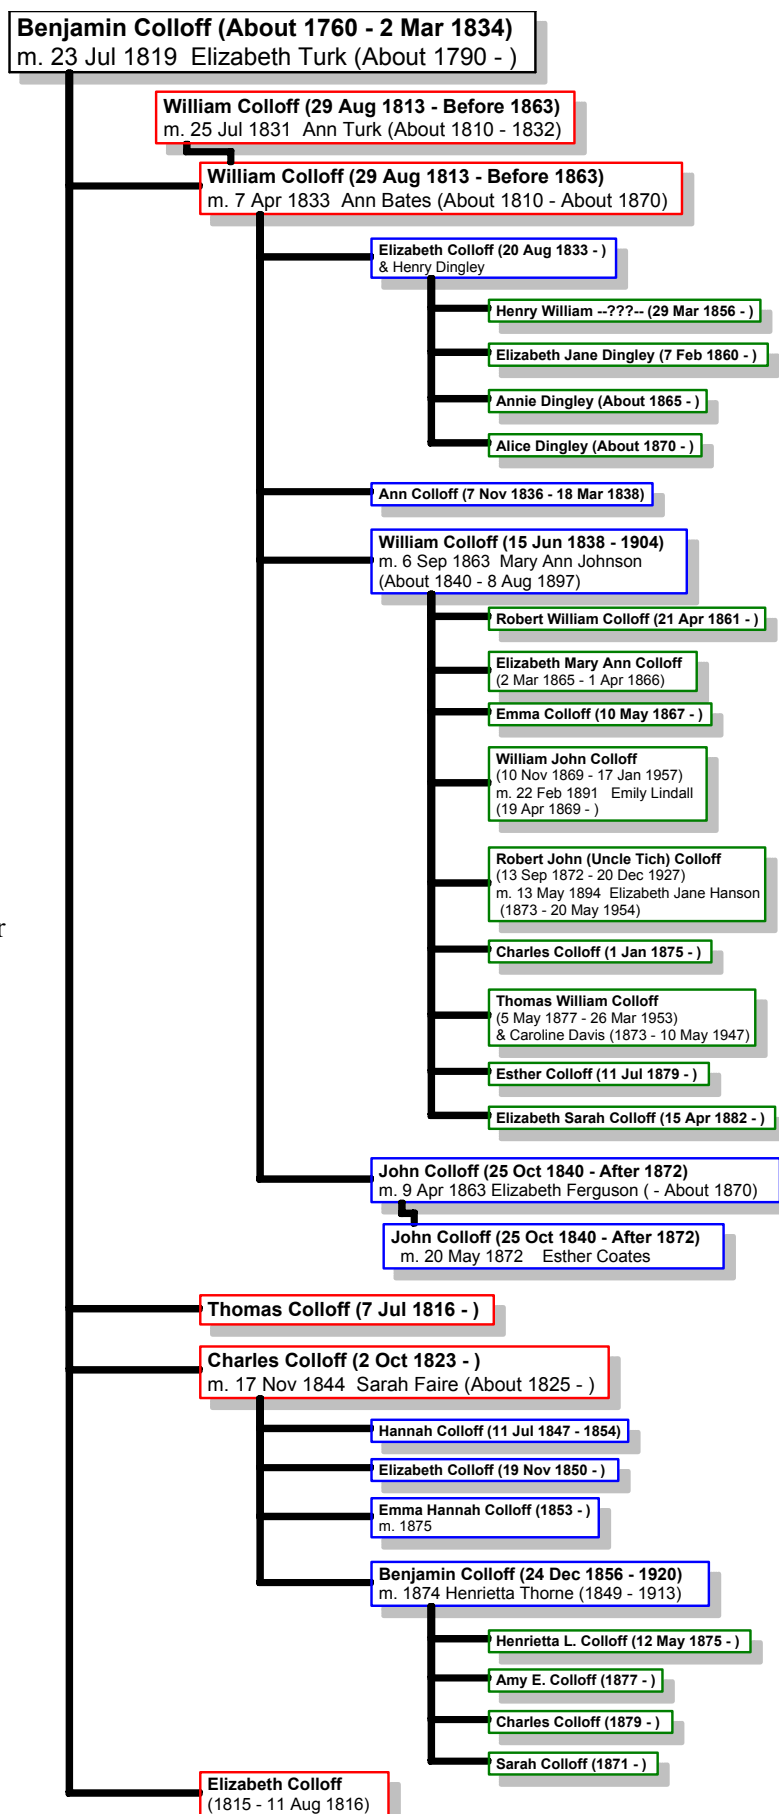 Benjamin Colloff (About 1760 - 2 Mar 1834)
m. 23 Jul 1819 Elizabeth Turk (About 1790 - )
William Colloff (29 Aug 1813 - Before 1863)
m. 25 Jul 1831 Ann Turk (About 1810 - 1832)
William Colloff (29 Aug 1813 - Before 1863)
m. 7 Apr 1833 Ann Bates (About 1810 - About 1870)
Elizabeth Colloff (20 Aug 1833 - )
& Henry Dingley
Henry William --???-- (29 Mar 1856 - )
Elizabeth Jane Dingley (7 Feb 1860 - )
Annie Dingley (About 1865 - )
Alice Dingley (About 1870 - )
Ann Colloff (7 Nov 1836 - 18 Mar 1838)
William Colloff (15 Jun 1838 - 1904)
m. 6 Sep 1863 Mary Ann Johnson
(About 1840 - 8 Aug 1897)
Robert William Colloff (21 Apr 1861 - )
Elizabeth Mary Ann Colloff
(2 Mar 1865 - 1 Apr 1866)
Emma Colloff (10 May 1867 - )
William John Colloff
(10 Nov 1869 - 17 Jan 1957)
m. 22 Feb 1891 Emily Lindall
(19 Apr 1869 - )
Robert John (Uncle Tich) Colloff
(13 Sep 1872 - 20 Dec 1927)
m. 13 May 1894 Elizabeth Jane Hanson
(1873 - 20 May 1954)
r
Charles Colloff (1 Jan 1875 - )
Thomas William Colloff
(5 May 1877 - 26 Mar 1953)
& Caroline Davis (1873 - 10 May 1947)
Esther Colloff (11 Jul 1879 - )
Elizabeth Sarah Colloff (15 Apr 1882 - )
John Colloff (25 Oct 1840 - After 1872)
m. 9 Apr 1863 Elizabeth Ferguson ( - About 1870)
John Colloff (25 Oct 1840 - After 1872)
m. 20 May 1872 Esther Coates
Thomas Colloff (7 Jul 1816 - )
Charles Colloff (2 Oct 1823 - )
m. 17 Nov 1844 Sarah Faire (About 1825 - )
Hannah Colloff (11 Jul 1847 - 1854)
Elizabeth Colloff (19 Nov 1850 - )
Emma Hannah Colloff (1853 - )
m. 1875
Benjamin Colloff (24 Dec 1856 - 1920)
m. 1874 Henrietta Thorne (1849 - 1913)
Henrietta L. Colloff (12 May 1875 - )
Amy E. Colloff (1877 - )
Charles Colloff (1879 - )
Sarah Colloff (1871 - )
Elizabeth Colloff
(1815 - 11 Aug 1816)